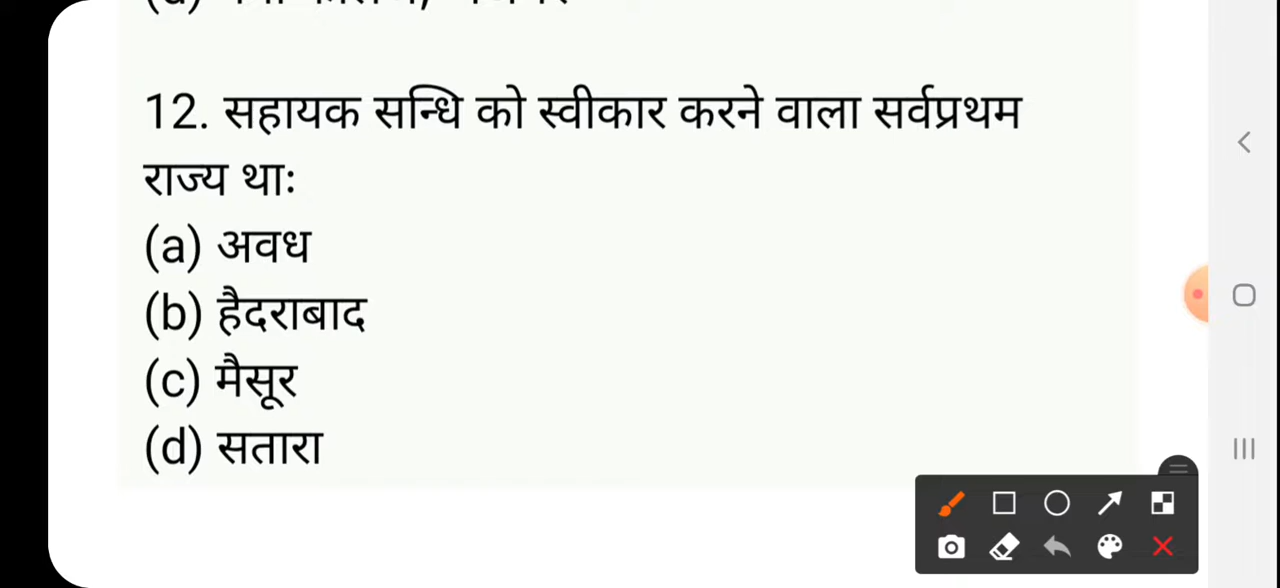 12. सहायक सन्धि को स्वीकार करने वाला सर्वप्रथम
राज्य थाः
(a) अवध
(b) हैदराबाद
(c) मैसूर
(d) सतारा